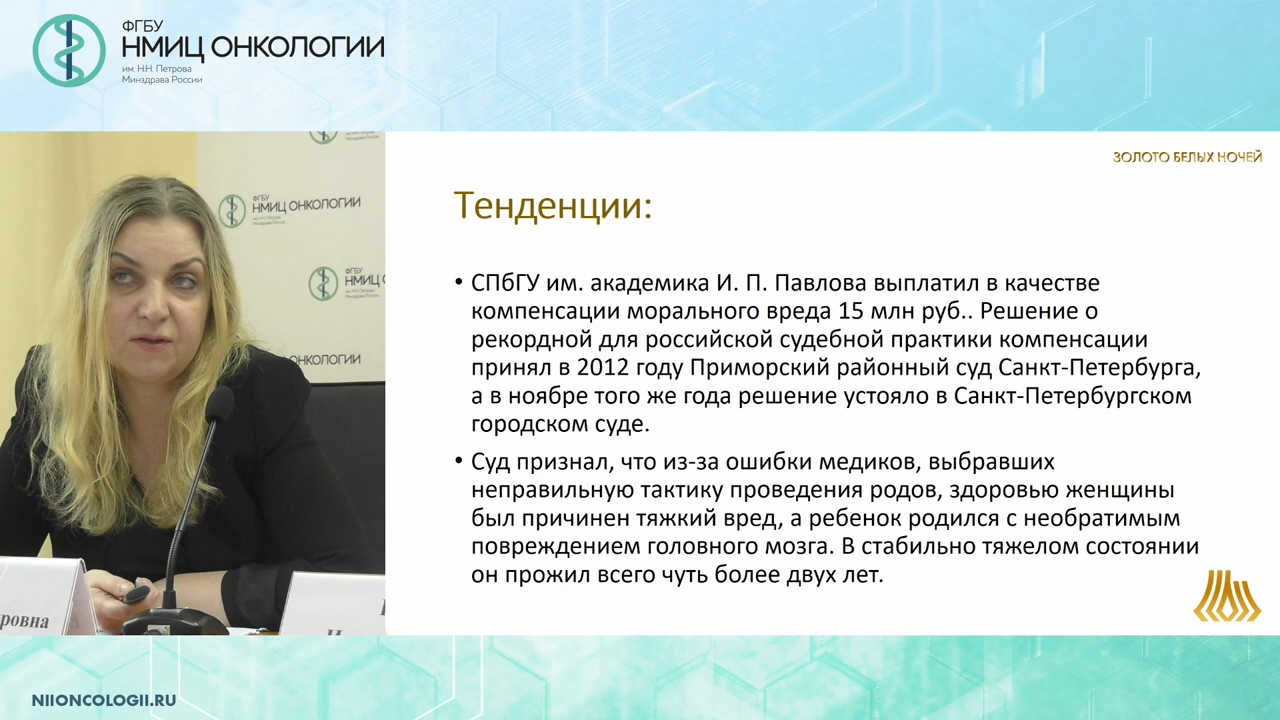 ФГБУ
НМИЦ ОНКОЛОГИИ
им. Н.Н. Петрова
Минздрава России
ФГБУ
НМИЦ ОНКОЛОГИИ
ФГБУ
НМИЦ
ОНКОЛОГИИ
ровна
ЗОЛОТО БЕЛЫХ НОЧЕЙ
Тенденции:
• СПбГУ им. академика И. П. Павлова выплатил в качестве
компенсации морального вреда 15 млн руб.. Решение о
рекордной для российской судебной практики компенсации
принял в 2012 году Приморский районный суд Санкт-Петербурга,
а в ноябре того же года решение устояло в Санкт-Петербургском
городском суде.
• Суд признал, что из-за ошибки медиков, выбравших
неправильную тактику проведения родов, здоровью женщины
был причинен тяжкий вред, а ребенок родился с необратимым
повреждением головного мозга. В стабильно тяжелом состоянии
он прожил всего чуть более двух лет.
NIIONCOLOGII.RU